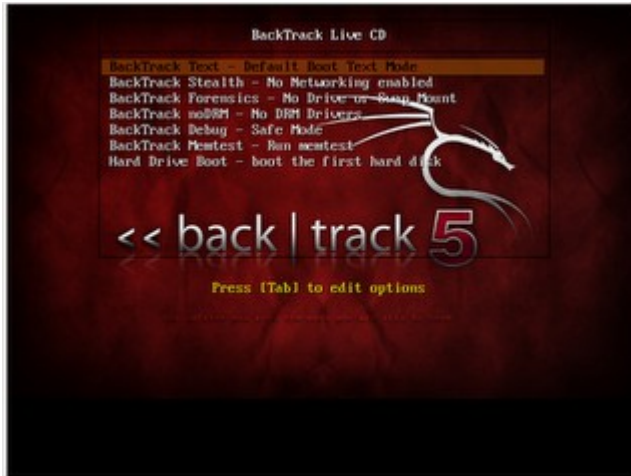 BackTrack Live CD
BackTrack Text - Default Boot Text Mode
BackTrack Stealth - No Networking enabled
BackTrack Forensics - No Drive or Swap Mount
BackTrack noDRM - No DRM Drivers
BackTrack Debug - Safe Mode
BackTrack Memtest - Run memtest
Hard Drive Boot - boot the first hard disk
<< back | track 5
Press [Tab] to edit options